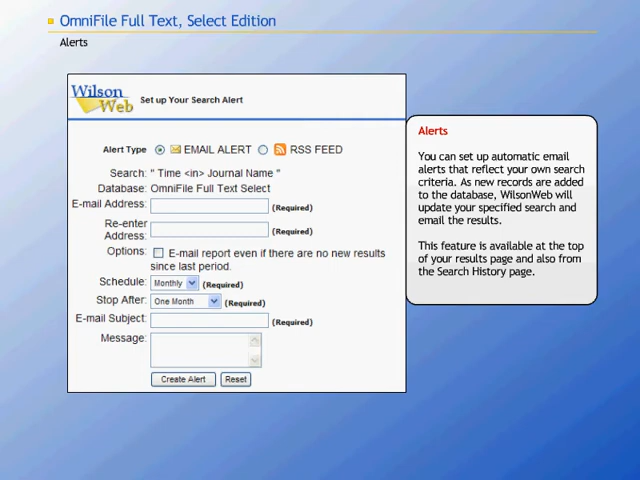 OmniFile Full Text, Select Edition
Alerts
Wilson
Web
Set up Your Search Alert
Alert Type EMAIL ALERT RSS FEED
Search: " Time <in> Journal Name "
Database: OmniFile Full Text Select
E-mail Address: (Required)
Re-enter
Address: (Required)
Options: E-mail report even if there are no new results
since last period.
Schedule: Monthly (Required)
Stop After: One Month (Required)
E-mail Subject: (Required)
Message:
Create Alert Reset
Alerts
You can set up automatic email
alerts that reflect your own search
criteria. As new records are added
to the database, WilsonWeb will
update your specified search and
email the results.
This feature is available at the top
of your results page and also from
the Search History page.